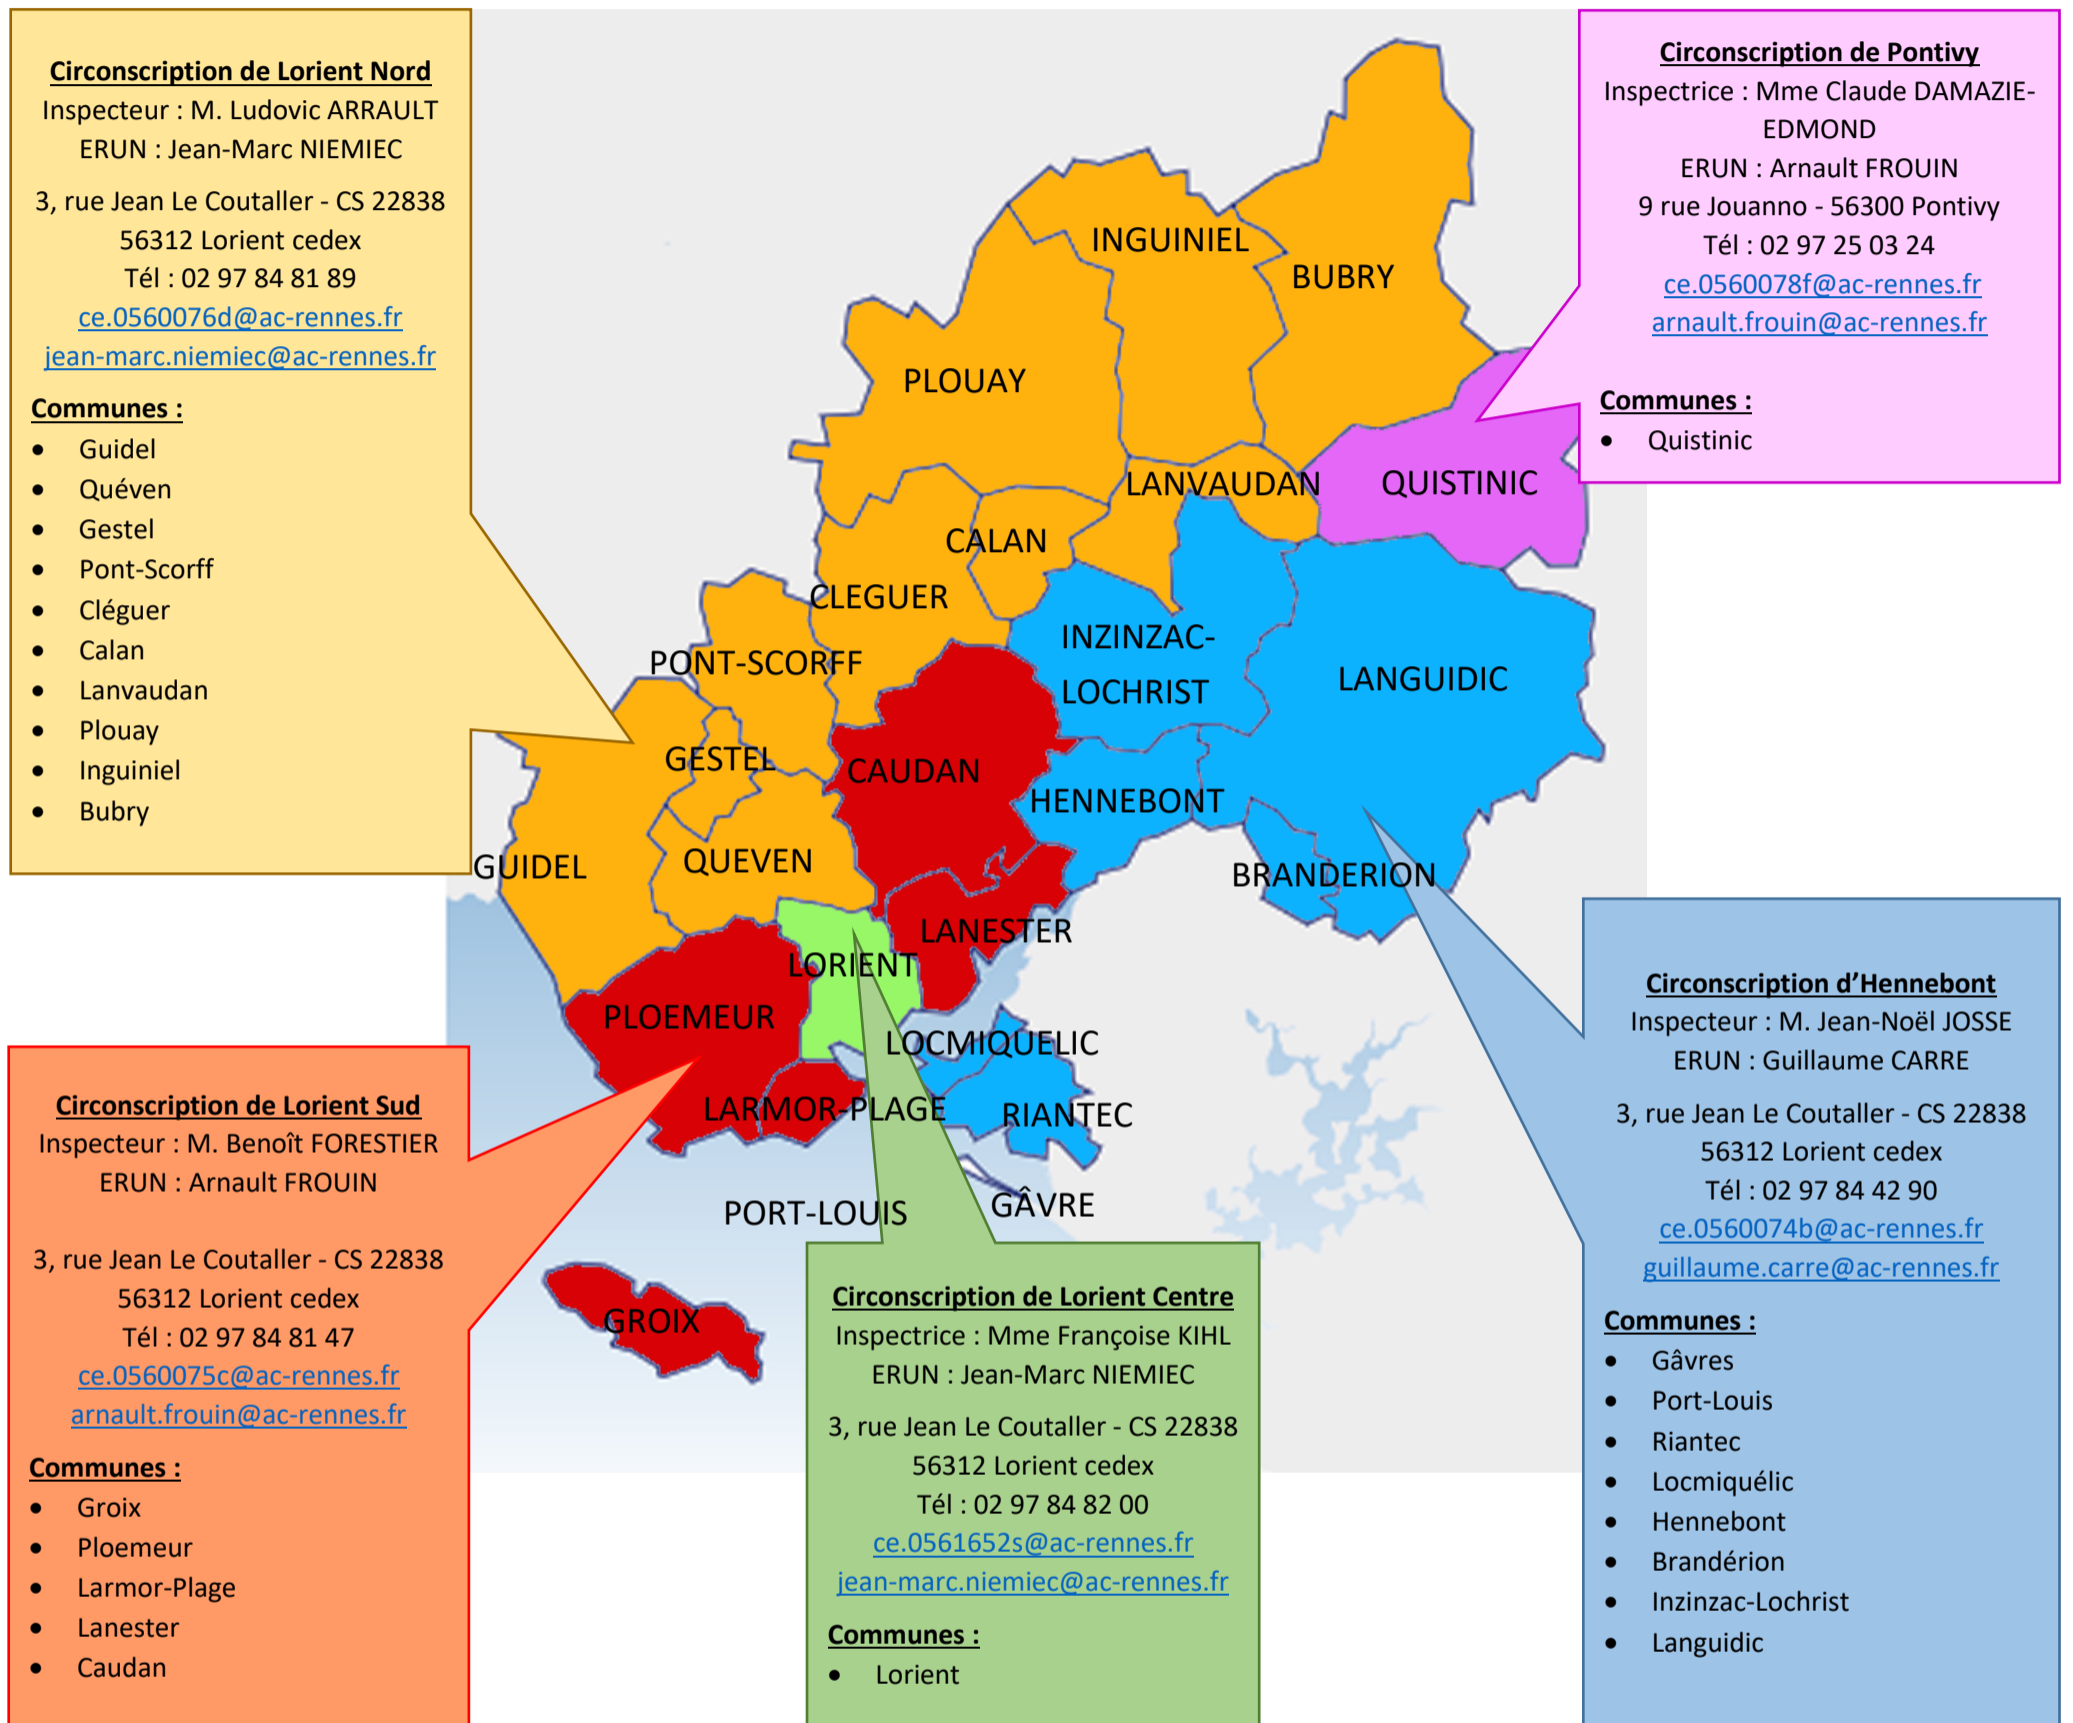 Circonscription de Lorient Nord
Inspecteur : M. Ludovic ARRAULT
ERUN : Jean-Marc NIEMIEC
3, rue Jean Le Coutaller - CS 22838
56312 Lorient cedex
Tél : 02 97 84 81 89
ce.0560076d@ac-rennes.fr
jean-marc.niemiec@ac-rennes.fr
Communes :
• Guidel
• Quéven
• Gestel
• Pont-Scorff
• Cléguer
• Calan
• Lanvaudan
• Plouay
• Inguiniel
• Bubry
Circonscription de Pontivy
Inspectrice : Mme Claude DAMAZIE-
EDMOND
ERUN : Arnault FROUIN
9 rue Jouanno - 56300 Pontivy
Tél : 02 97 25 03 24
ce.0560078f@ac-rennes.fr
arnault.frouin@ac-rennes.fr
Communes :
• Quistinic
INGUINIEL
BUBRY
PLOUAY
LANVAUDAN
QUISTINIC
CALAN
CLEGUER
INZINZAC-
LOCHRIST
PONT-SCORFF
LANGUIDIC
GESTEL
CAUDAN
HENNEBONT
GUIDEL
QUEVEN
BRANDERION
LANESTER
LORIENT
PLOEMEUR
LOCMIQUELIC
LARMOR-PLAGE
RIANTEC
PORT-LOUIS
GÂVRE
GROIX
Circonscription de Lorient Sud
Inspecteur : M. Benoît FORESTIER
ERUN : Arnault FROUIN
3, rue Jean Le Coutaller - CS 22838
56312 Lorient cedex
Tél : 02 97 84 81 47
ce.0560075c@ac-rennes.fr
arnault.frouin@ac-rennes.fr
Communes :
• Groix
• Ploemeur
• Larmor-Plage
• Lanester
• Caudan
Circonscription de Lorient Centre
Inspectrice : Mme Françoise KIHL
ERUN : Jean-Marc NIEMIEC
3, rue Jean Le Coutaller - CS 22838
56312 Lorient cedex
Tél : 02 97 84 82 00
ce.0561652s@ac-rennes.fr
jean-marc.niemiec@ac-rennes.fr
Communes :
• Lorient
Circonscription d’Hennebont
Inspecteur : M. Jean-Noël JOSSE
ERUN : Guillaume CARRE
3, rue Jean Le Coutaller - CS 22838
56312 Lorient cedex
Tél : 02 97 84 42 90
ce.0560074b@ac-rennes.fr
guillaume.carre@ac-rennes.fr
Communes :
• Gâvres
• Port-Louis
• Riantec
• Locmiquélic
• Hennebont
• Brandérion
• Inzinzac-Lochrist
• Languidic